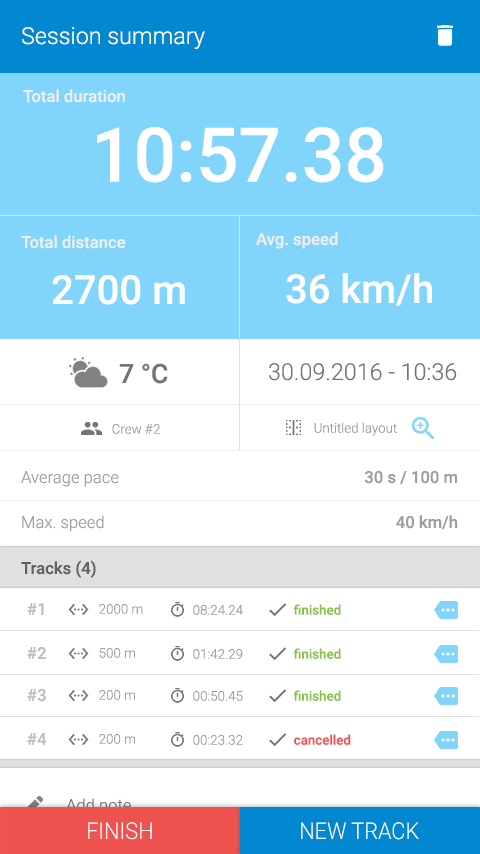 Session summary
Total duration
10:57.38
Total distance
Avg. speed
2700 m
36 km/h
7 °C
30.09.2016 - 10:36
Crew #2
Untitled layout
Average pace
30 s / 100 m
Max. speed
40 km/h
Tracks (4)
#1 2000 m 08:24.24 finished
#2 500 m 01:42.29 finished
#3 200 m 00:50.45 finished
#4 200 m 00:23.32 cancelled
Add note
FINISH
NEW TRACK